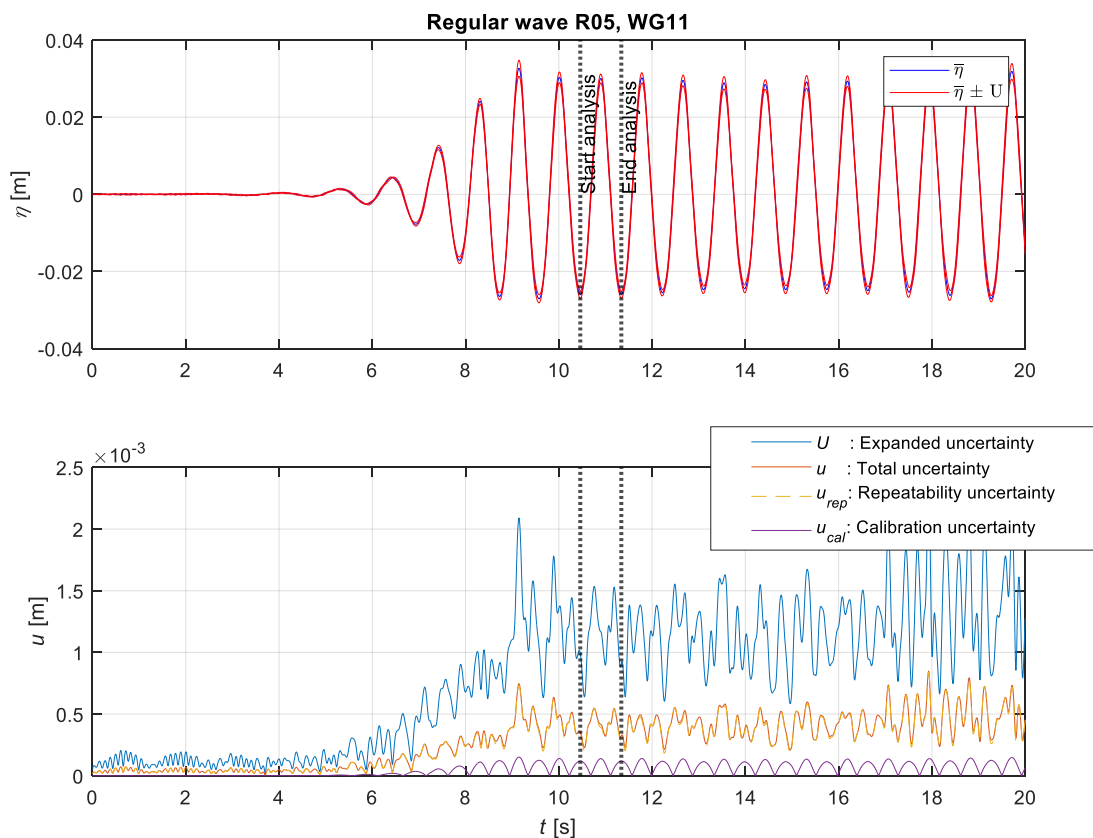 Regular wave R05, WG11
0.04
0.02
0
-0.02
-0.04
η [m]
η̅
η̅ ± U
Start analysis
End analysis
0 2 4 6 8 10 12 14 16 18 20
×10⁻³
2.5
2
1.5
1
0.5
0
u [m]
U : Expanded uncertainty
u : Total uncertainty
u_rep: Repeatability uncertainty
u_cal: Calibration uncertainty
0 2 4 6 8 10 12 14 16 18 20
t [s]